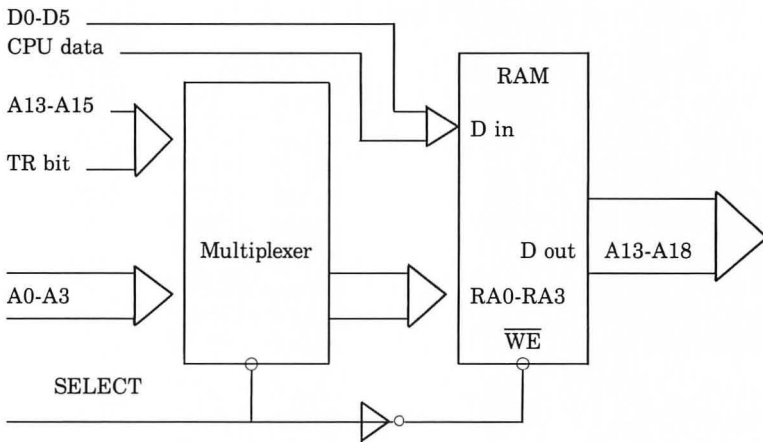 D0-D5
CPU data
RAM
A13-A15
D in
TR bit
Multiplexer
D out
A13-A18
A0-A3
RA0-RA3
WE
SELECT